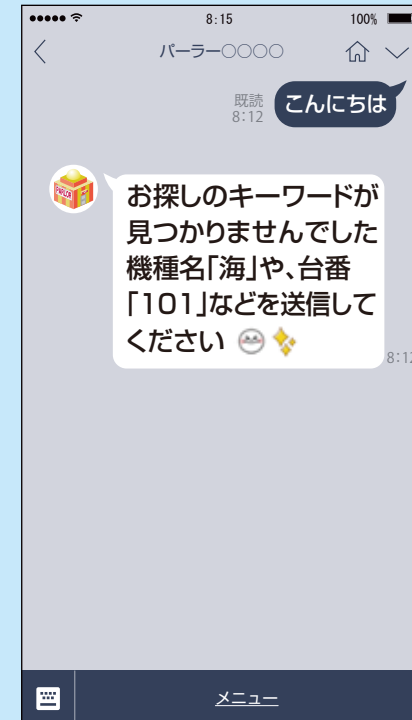 8:15
100%
パーラー○○○○
既読
8:12
こんにちは
PARLOR
お探しのキーワードが
見つかりませんでした
機種名｢海｣や､台番
｢101｣などを送信して
ください
8:12
メニュー